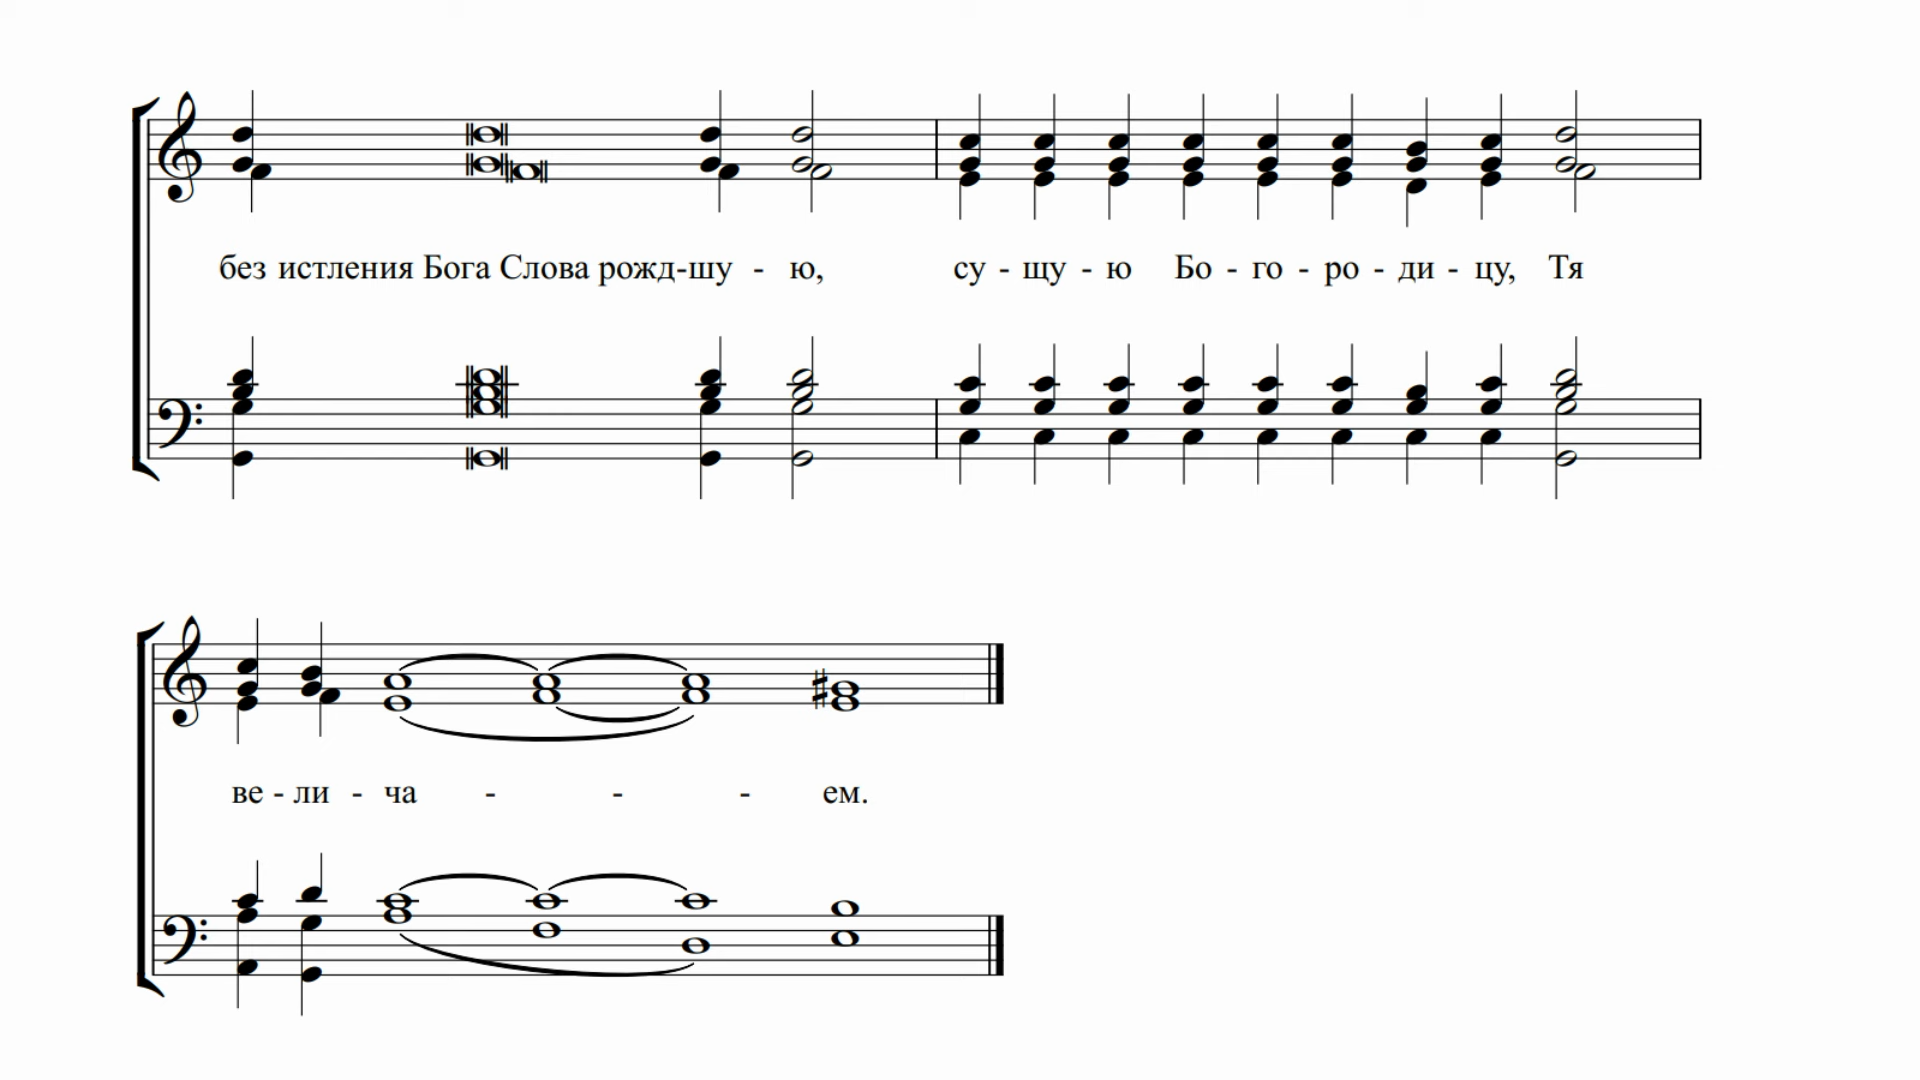 без истления Бога Слова рожд-шу - ю, су - щу - ю Бо - го - ро - ди - цу, Тя
ве - ли - ча - - - ем.